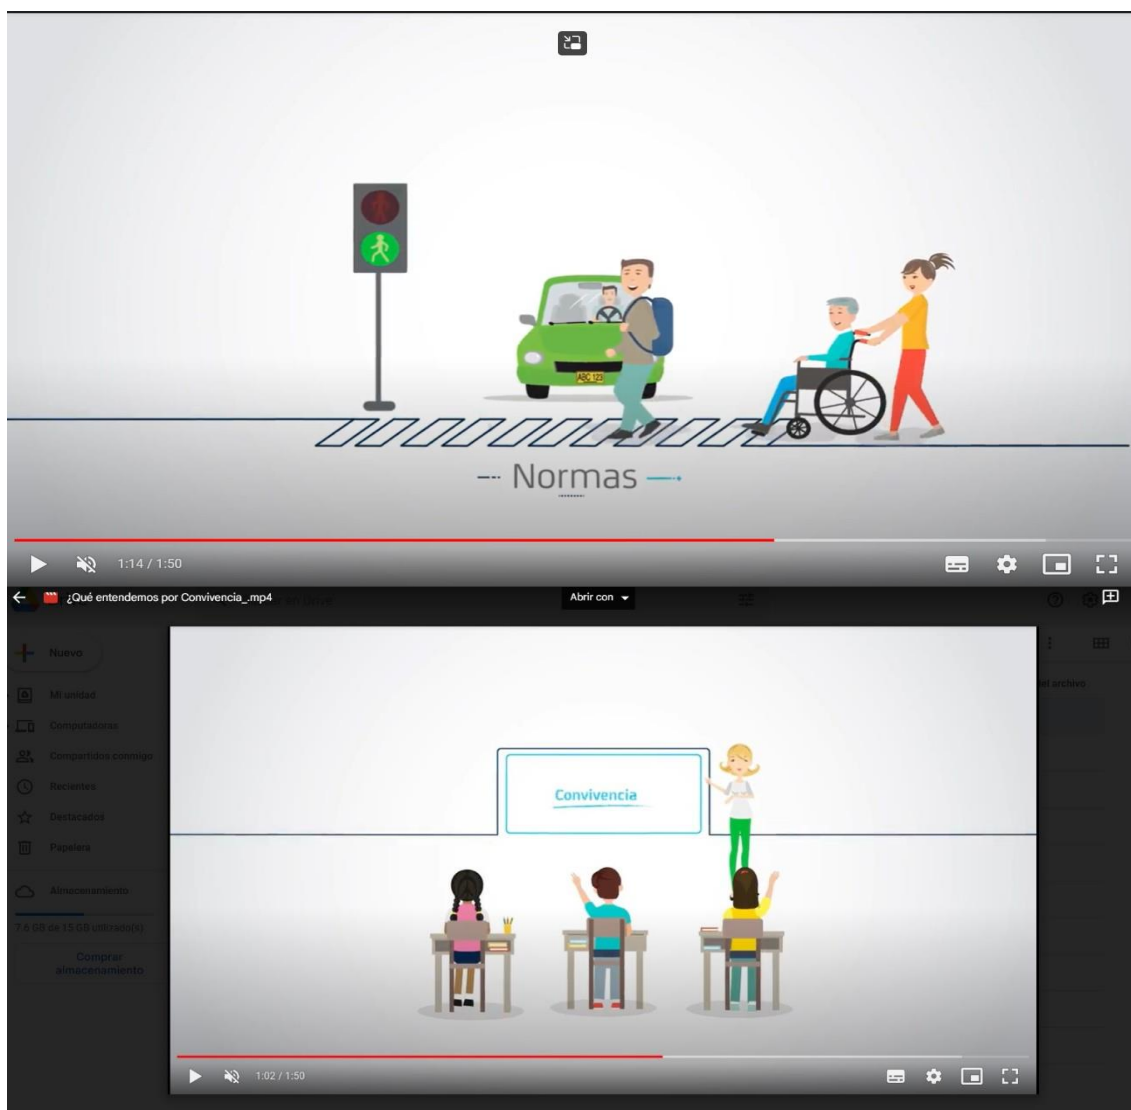 ABC 123
Normas
1:14 / 1:50
¿Qué entendemos por Convivencia_.mp4
Abrir con
Nuevo
Mi unidad
del archivo
Computadoras
Compartidos conmigo
Recientes
Destacados
Papelera
Almacenamiento
7.6 GB de 15 GB utilizado(s)
Comprar
almacenamiento
Convivencia
1:02 / 1:50